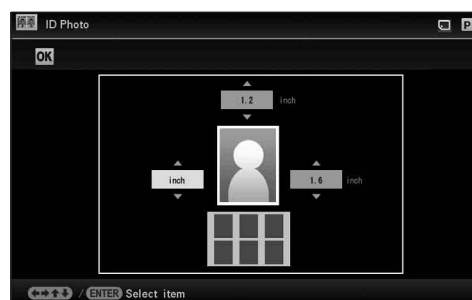 ID Photo
P
OK
1.2 inch
inch
1.6 inch
/ ENTER Select item